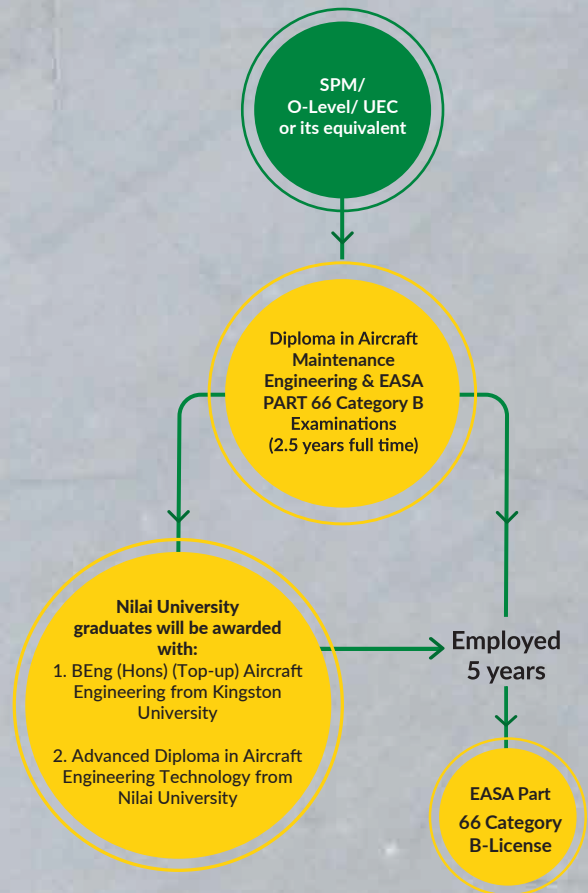 SPM/
O-Level/ UEC
or its equivalent
Diploma in Aircraft
Maintenance
Engineering & EASA
PART 66 Category B
Examinations
(2.5 years full time)
Nilai University
graduates will be awarded
with:
1. BEng (Hons) (Top-up) Aircraft
Engineering from Kingston
University
2. Advanced Diploma in Aircraft
Engineering Technology from
Nilai University
Employed
5 years
EASA Part
66 Category
B-License